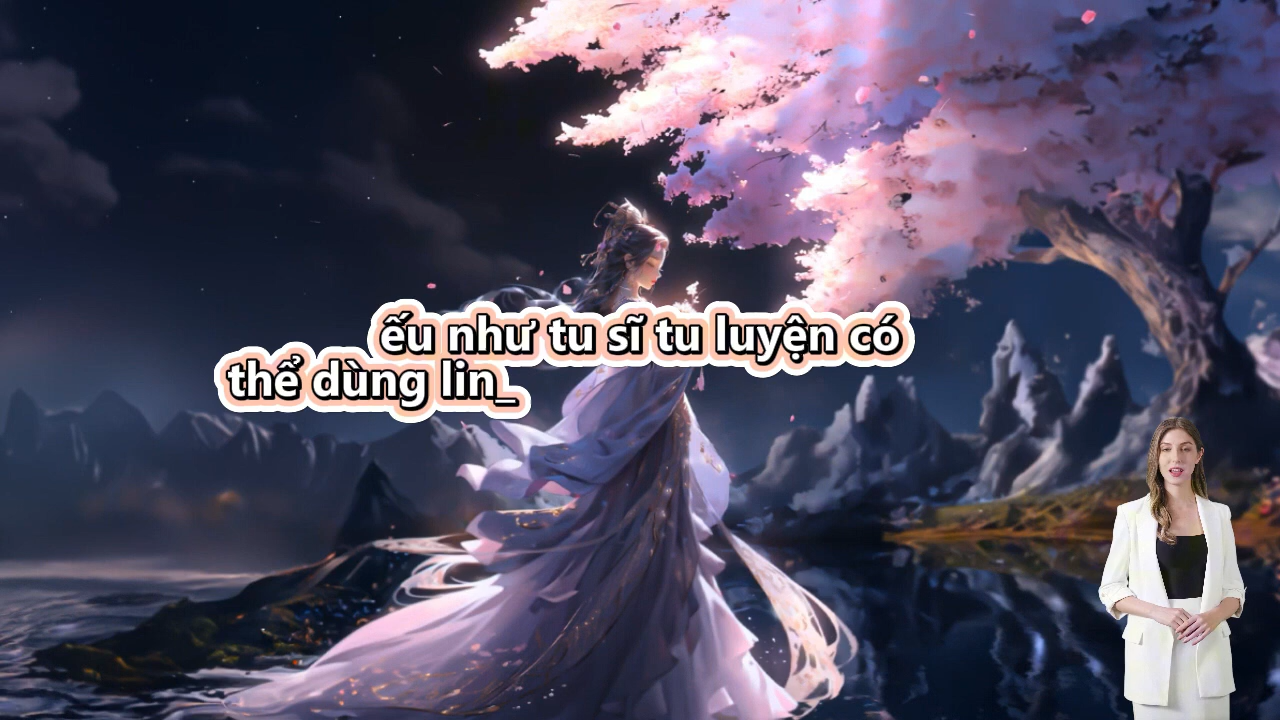 ếu như tu sĩ tu luyện có
thể dùng lin_